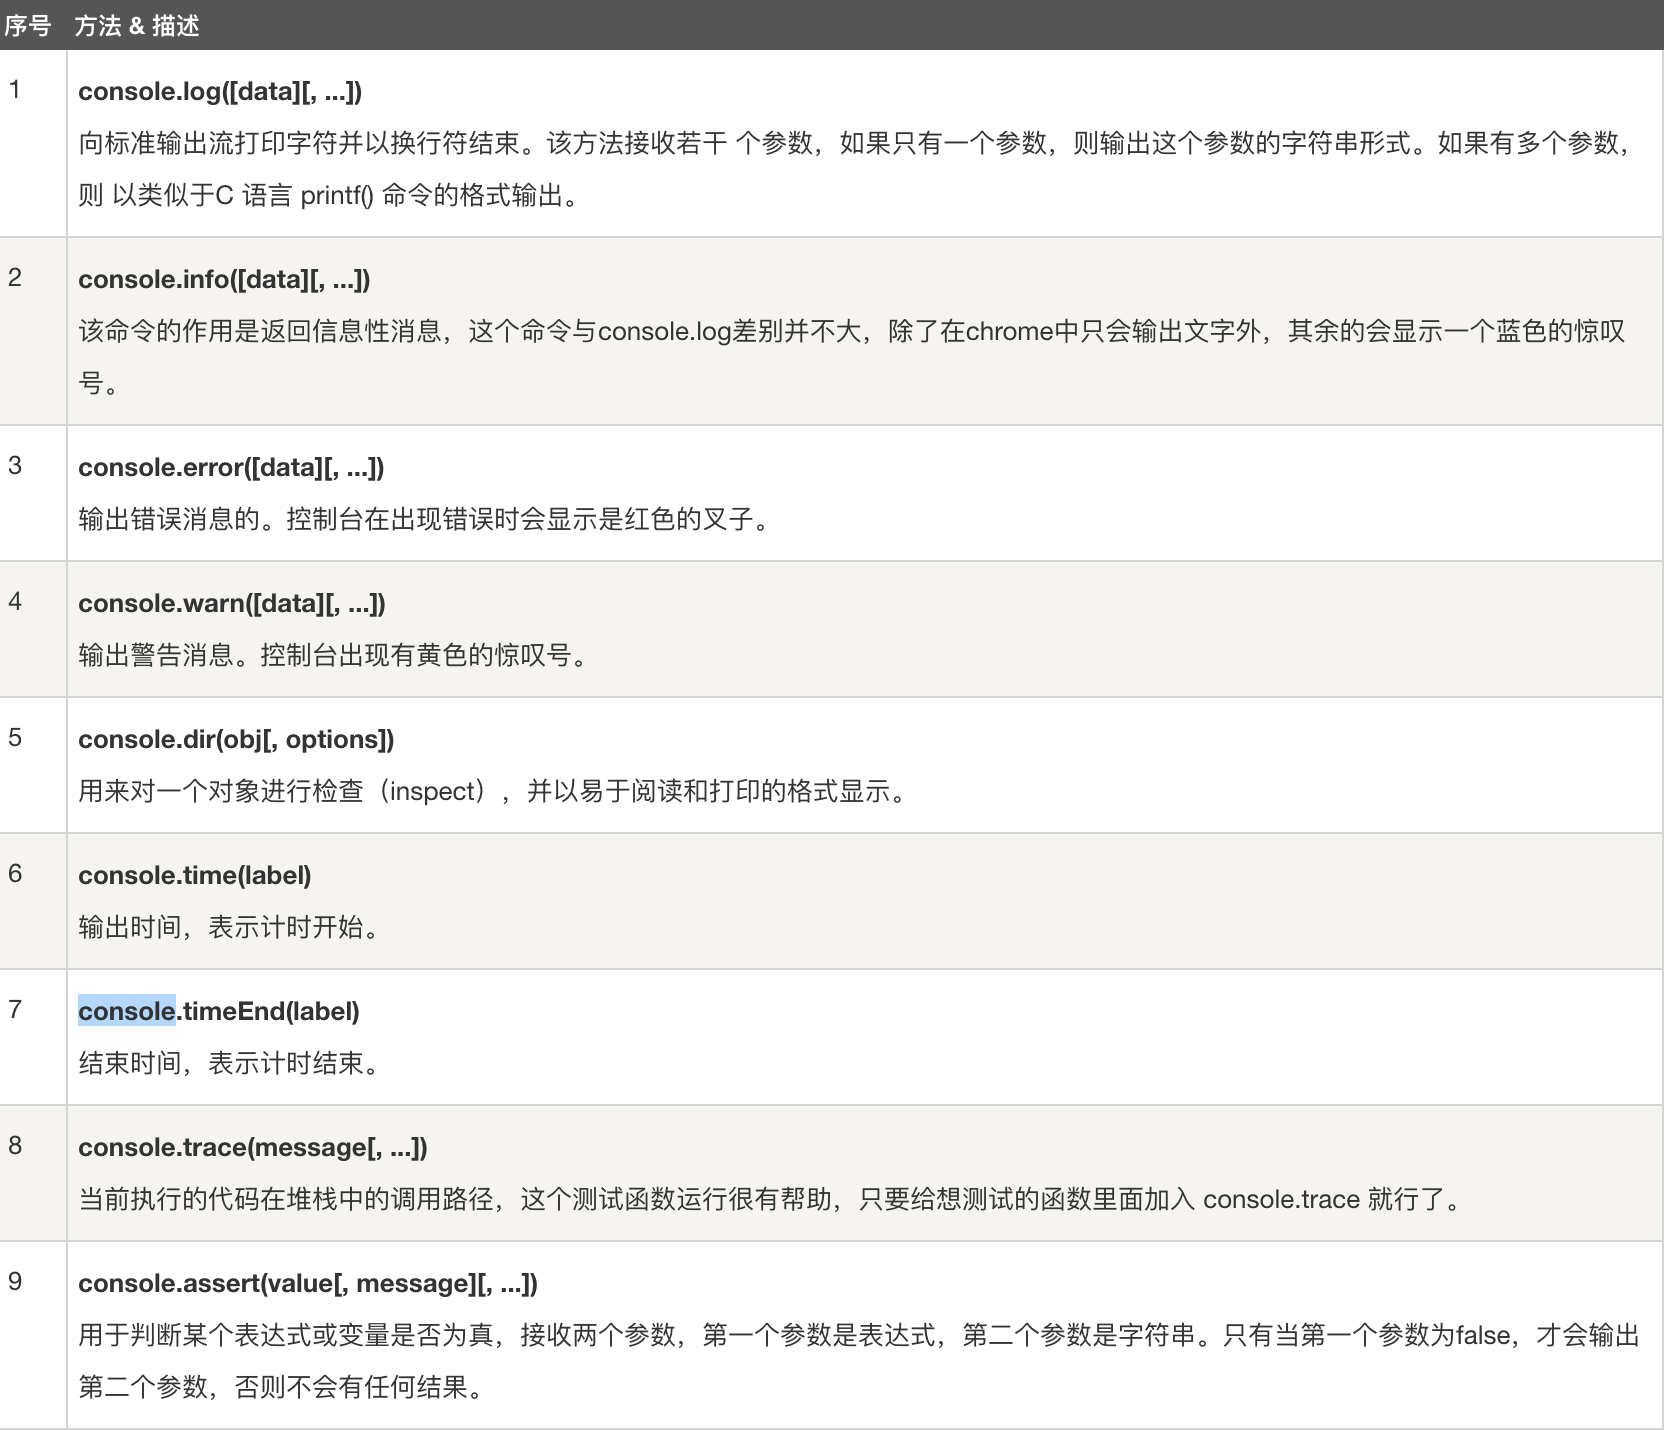 序号 方法 & 描述
1 console.log([data][, ...])
向标准输出流打印字符并以换行符结束。该方法接收若干 个参数，如果只有一个参数，则输出这个参数的字符串形式。如果有多个参数，
则 以类似于C 语言 printf() 命令的格式输出。
2 console.info([data][, ...])
该命令的作用是返回信息性消息，这个命令与console.log差别并不大，除了在chrome中只会输出文字外，其余的会显示一个蓝色的惊叹
号。
3 console.error([data][, ...])
输出错误消息的。控制台在出现错误时会显示是红色的叉子。
4 console.warn([data][, ...])
输出警告消息。控制台出现有黄色的惊叹号。
5 console.dir(obj[, options])
用来对一个对象进行检查（inspect），并以易于阅读和打印的格式显示。
6 console.time(label)
输出时间，表示计时开始。
7 console.timeEnd(label)
结束时间，表示计时结束。
8 console.trace(message[, ...])
当前执行的代码在堆栈中的调用路径，这个测试函数运行很有帮助，只要给想测试的函数里面加入 console.trace 就行了。
9 console.assert(value[, message][, ...])
用于判断某个表达式或变量是否为真，接收两个参数，第一个参数是表达式，第二个参数是字符串。只有当第一个参数为false，才会输出
第二个参数，否则不会有任何结果。